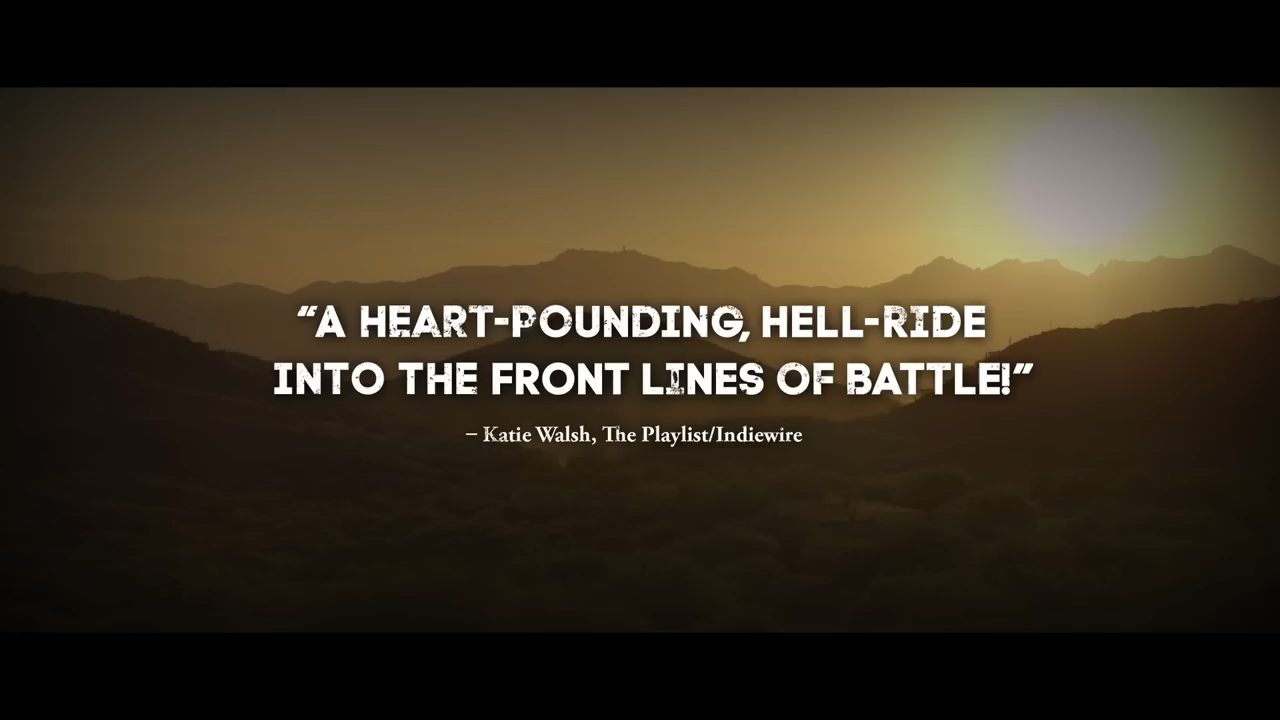 “A HEART-POUNDING, HELL-RIDE
INTO THE FRONT LINES OF BATTLE!”
– Katie Walsh, The Playlist/Indiewire